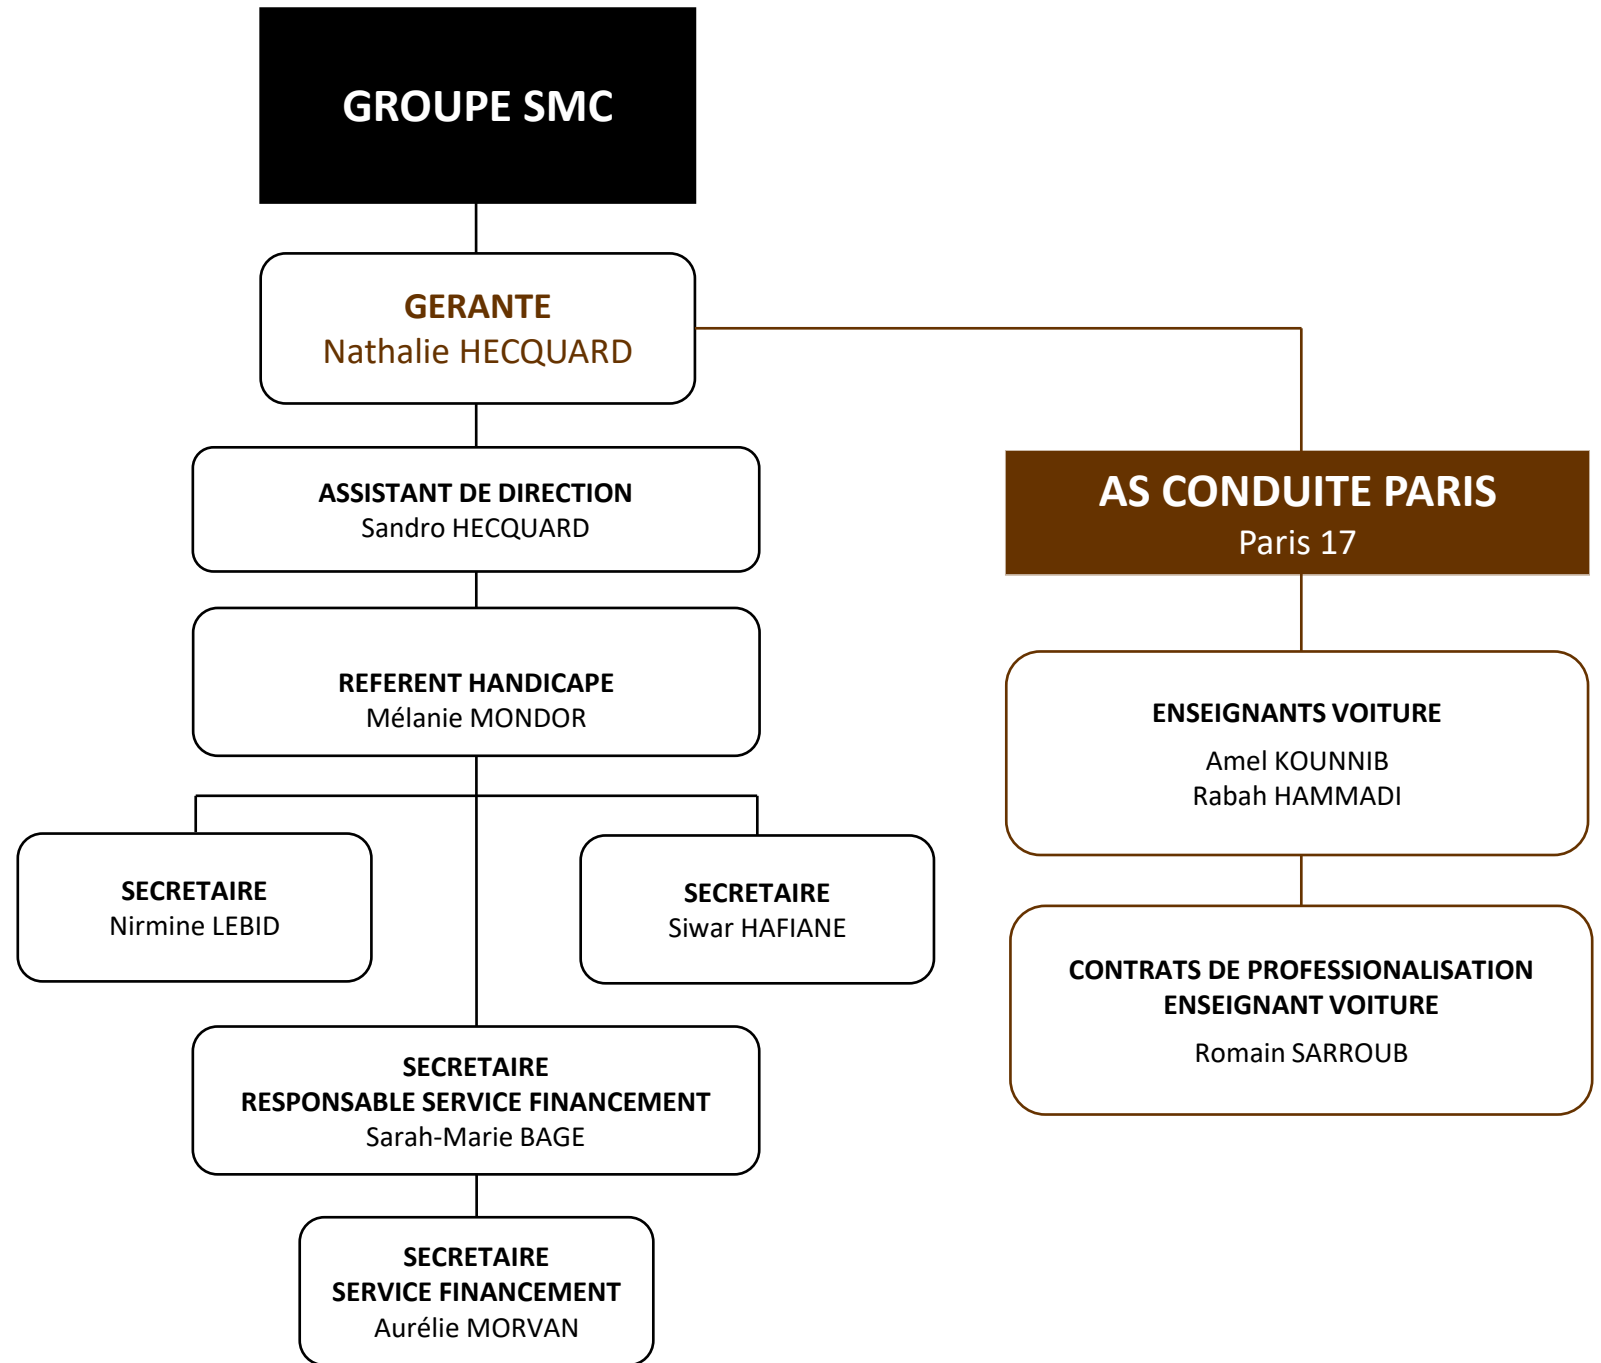 GROUPE SMC
GERANTE
Nathalie HECQUARD
ASSISTANT DE DIRECTION
Sandro HECQUARD
REFERENT HANDICAPE
Mélanie MONDOR
SECRETAIRE
Nirmine LEBID
SECRETAIRE
Siwar HAFIANE
SECRETAIRE
RESPONSABLE SERVICE FINANCEMENT
Sarah-Marie BAGE
SECRETAIRE
SERVICE FINANCEMENT
Aurélie MORVAN
AS CONDUITE PARIS
Paris 17
ENSEIGNANTS VOITURE
Amel KOUNNIB
Rabah HAMMADI
CONTRATS DE PROFESSIONALISATION
ENSEIGNANT VOITURE
Romain SARROUB